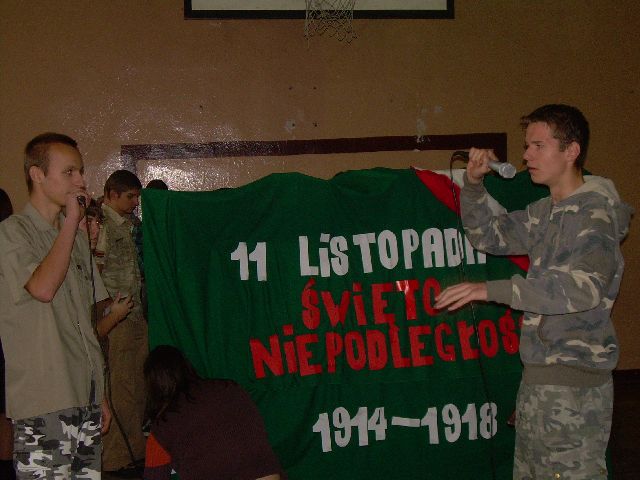 11 LiSTOPADA
ŚWIĘTO
NiEPODLEGŁOŚ
1914-1918